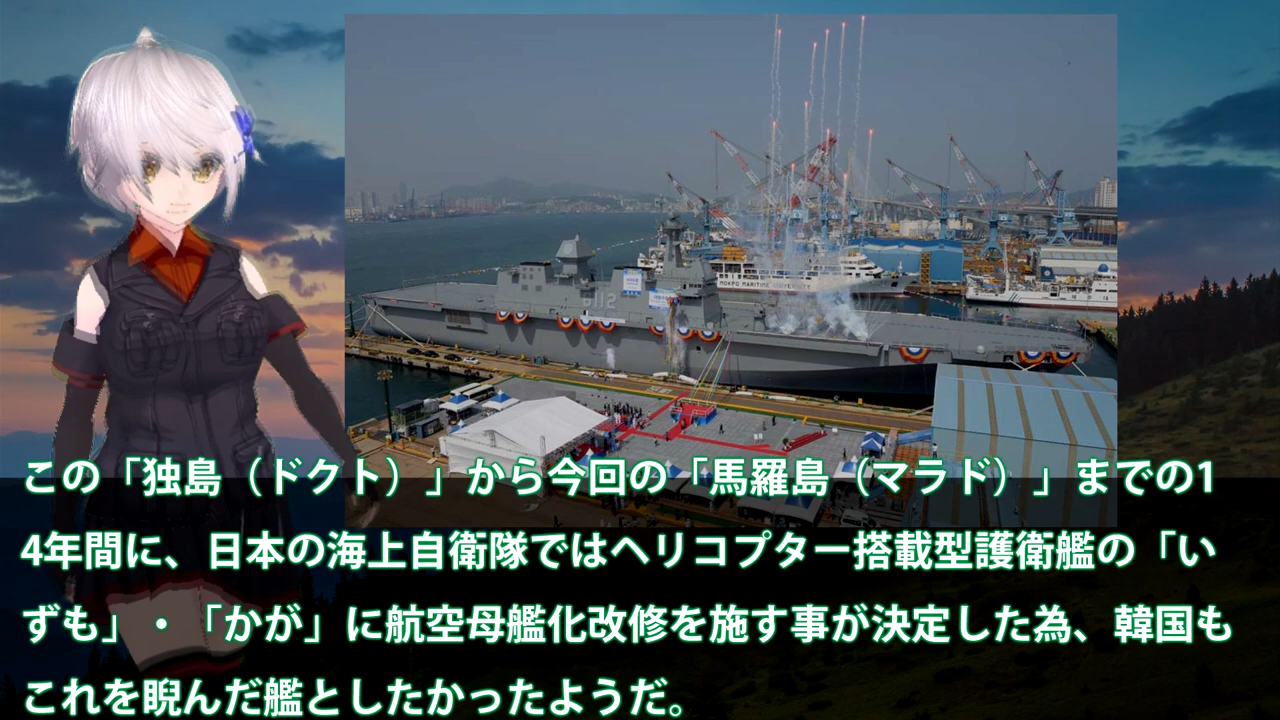 6112
MOKPO MARITIME UNIVERSITY
この「独島（ドクト）」から今回の「馬羅島（マラド）」までの1
4年間に、日本の海上自衛隊ではヘリコプター搭載型護衛艦の「い
ずも」・「かが」に航空母艦化改修を施す事が決定した為、韓国も
これを睨んだ艦としたかったようだ。